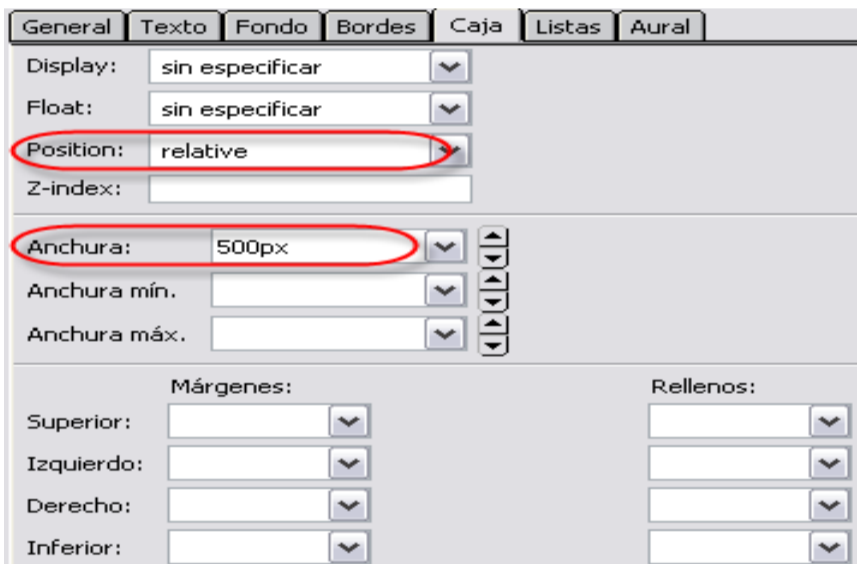 General Texto Fondo Bordes Caja Listas Aural
Display: sin especificar
Float: sin especificar
Position: relative
Z-index:
Anchura: 500px
Anchura mín.
Anchura máx.
Márgenes: Rellenos:
Superior:
Izquierdo:
Derecho:
Inferior: